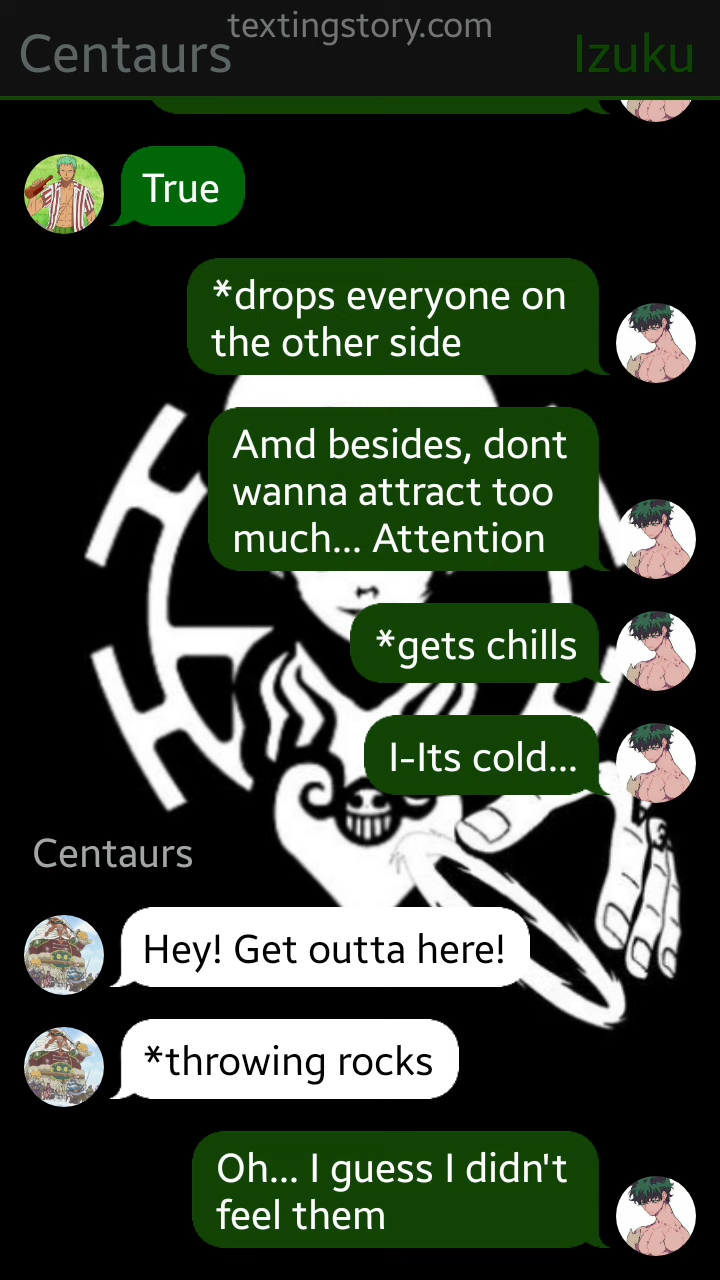 textingstory.com
Centaurs
Izuku
True
*drops everyone on
the other side
Amd besides, dont
wanna attract too
much... Attention
*gets chills
I-Its cold...
Centaurs
Hey! Get outta here!
*throwing rocks
Oh... I guess I didn't
feel them